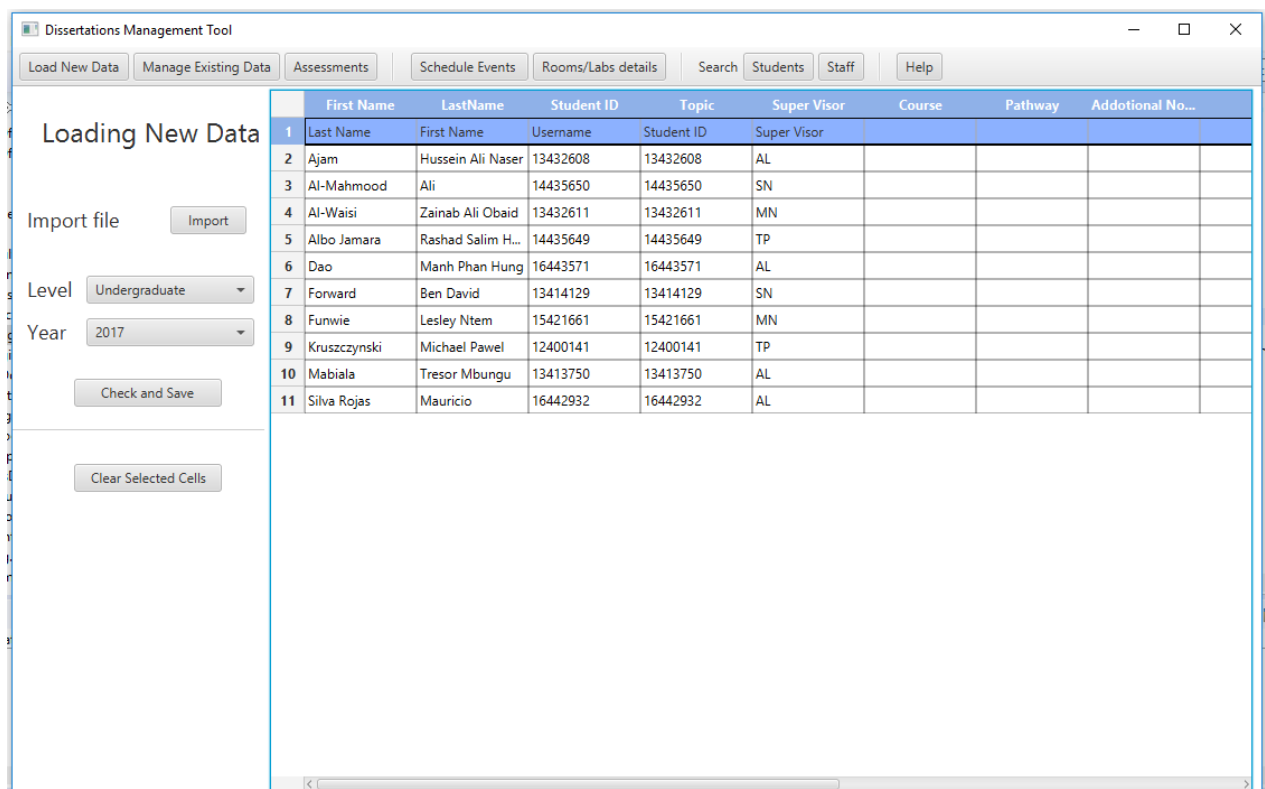 Dissertations Management Tool
Load New Data Manage Existing Data Assessments Schedule Events Rooms/Labs details Search Students Staff Help
Loading New Data
Import file Import
Level Undergraduate
Year 2017
Check and Save
Clear Selected Cells
First Name LastName Student ID Topic Super Visor Course Pathway Addotional No...
1 Last Name First Name Username Student ID Super Visor
2 Ajam Hussein Ali Naser 13432608 13432608 AL
3 Al-Mahmood Ali 14435650 14435650 SN
4 Al-Waisi Zainab Ali Obaid 13432611 13432611 MN
5 Albo Jamara Rashad Salim H... 14435649 14435649 TP
6 Dao Manh Phan Hung 16443571 16443571 AL
7 Forward Ben David 13414129 13414129 SN
8 Funwie Lesley Ntem 15421661 15421661 MN
9 Kruszczynski Michael Pawel 12400141 12400141 TP
10 Mabiala Tresor Mbungu 13413750 13413750 AL
11 Silva Rojas Mauricio 16442932 16442932 AL